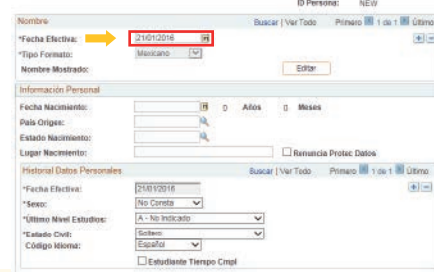 ID Persona: NEW
Nombre Buscar | Ver Todo Primero 1 de 1 Último
*Fecha Efectiva: 21/01/2016
*Tipo Formato: Mexicano
Nombre Mostrado: Editar
Información Personal
Fecha Nacimiento: 0 Años 0 Meses
País Origen:
Estado Nacimiento:
Lugar Nacimiento: Renuncia Protec Datos
Historial Datos Personales Buscar | Ver Todo Primero 1 de 1 Último
*Fecha Efectiva: 21/01/2016
*Sexo: No Consta
*Último Nivel Estudios: A - No Indicado
*Estado Civil: Soltero
Código Idioma: Español
Estudiante Tiempo Cmpl